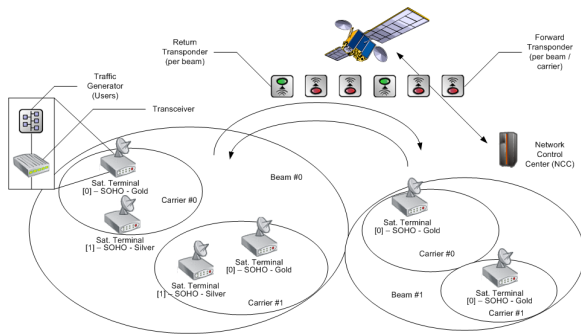 Return
Transponder
(per beam)
Forward
Transponder
(per beam /
carrier)
Traffic
Generator
(Users)
Transceiver
Network
Control
Center (NCC)
Beam #0
Sat. Terminal
[0] – SOHO - Gold
Carrier #0
Sat. Terminal
[1] – SOHO - Silver
Sat. Terminal
[0] – SOHO - Gold
Sat. Terminal
[1] – SOHO - Silver
Carrier #1
Sat. Terminal
[0] – SOHO - Gold
Carrier #0
Sat. Terminal
[0] – SOHO - Gold
Carrier #1
Beam #1